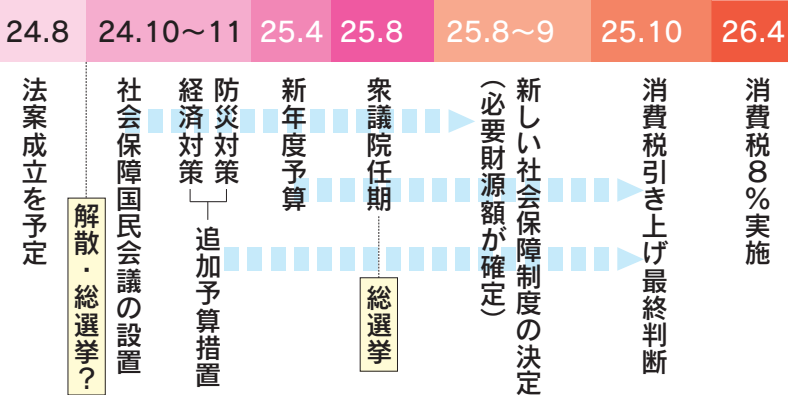 24.8
24.10〜11
25.4
25.8
25.8〜9
25.10
26.4
法案成立を予定
解散・総選挙?
社会保障国民会議の設置
経済対策
防災対策
追加予算措置
新年度予算
衆議院任期
総選挙
新しい社会保障制度の決定
(必要財源額が確定)
消費税引き上げ最終判断
消費税8%実施